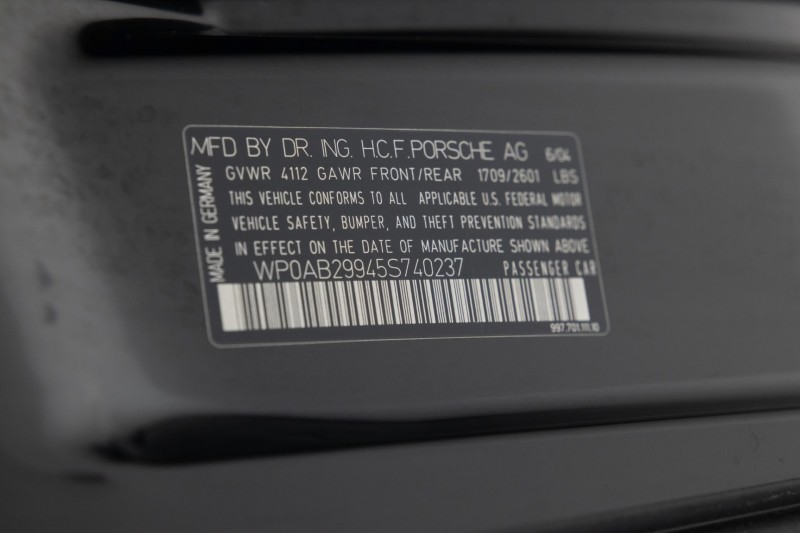 MFD BY DR. ING. H.C.F. PORSCHE AG 6/04
GVWR 4112 GAWR FRONT/REAR 1709/2601 LBS
THIS VEHICLE CONFORMS TO ALL APPLICABLE U.S. FEDERAL MOTOR
VEHICLE SAFETY, BUMPER, AND THEFT PREVENTION STANDARDS
IN EFFECT ON THE DATE OF MANUFACTURE SHOWN ABOVE
WP0AB29945S740237 PASSENGER CAR
997.701.111.10
MADE IN GERMANY